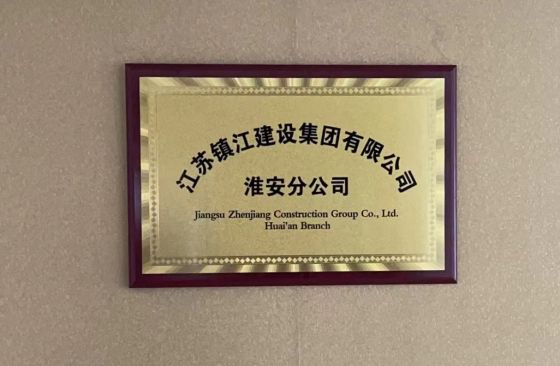 江苏镇江建设集团有限公司
淮安分公司
Jiangsu Zhenjiang Construction Group Co., Ltd.
Huai'an Branch